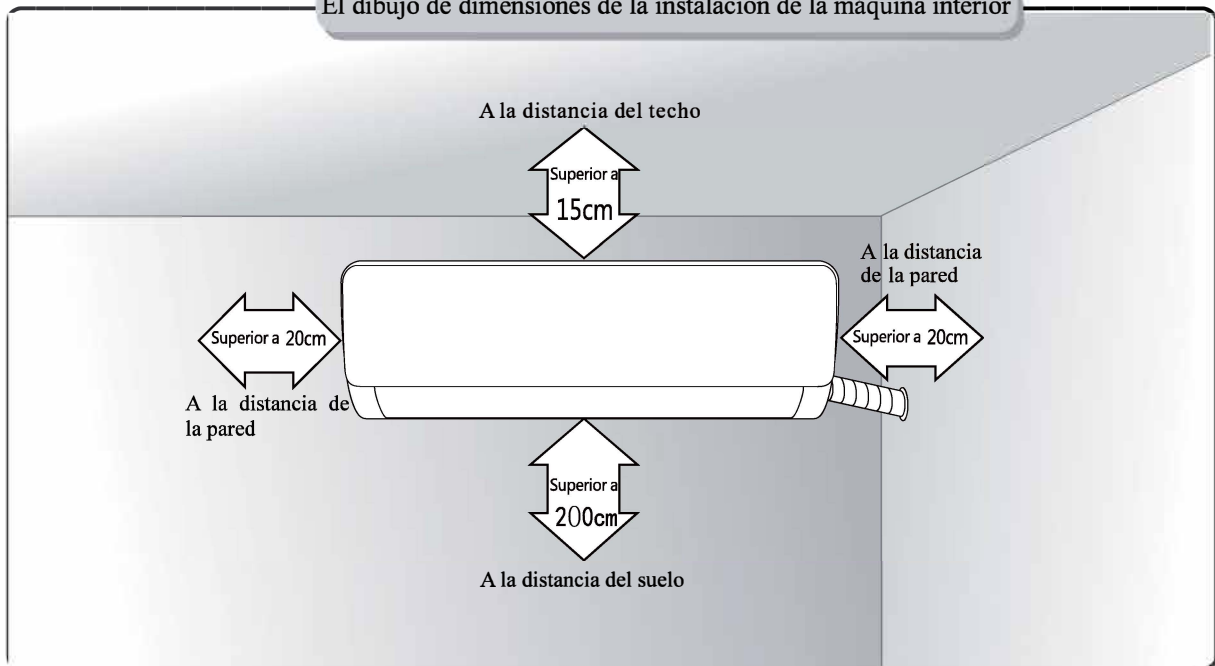 El dibujo de dimensiones de la instalación de la máquina interior
A la distancia del techo
Superior a
15cm
A la distancia
de la pared
Superior a 20cm
Superior a 20cm
A la distancia de
la pared
Superior a
200cm
A la distancia del suelo